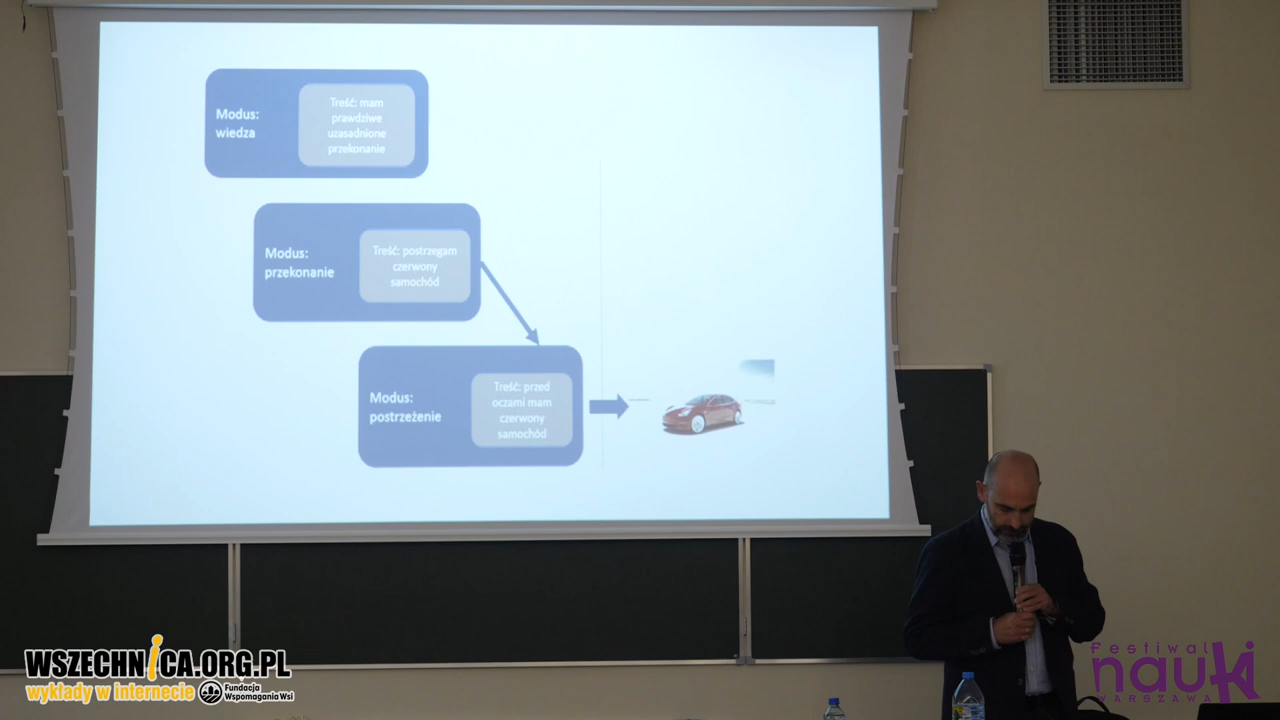 Modus:
wiedza
Treść: mam
prawdziwe
uzasadnione
przekonanie
Modus:
przekonanie
Treść: postrzegam
czerwony
samochód
Modus:
postrzeżenie
Treść: przed
oczami mam
czerwony
samochód
WSZECHNICA.ORG.PL
wykłady w internecie
Fundacja
Wspomagania Wsi
Festiwal
nauki
WARSZAWA